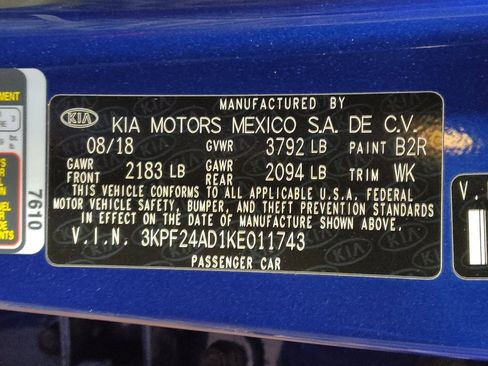 MANUFACTURED BY
KIA KIA MOTORS MEXICO S.A. DE C.V.
08/18 GVWR 3792 LB PAINT B2R
GAWR FRONT 2183 LB GAWR REAR 2094 LB TRIM WK
THIS VEHICLE CONFORMS TO ALL APPLICABLE U.S.A. FEDERAL
MOTOR VEHICLE SAFETY, BUMPER, AND THEFT PREVENTION STANDARDS
IN EFFECT ON THE DATE OF MANUFACTURE SHOWN ABOVE.
V.I.N. 3KPF24AD1KE011743
PASSENGER CAR
7610